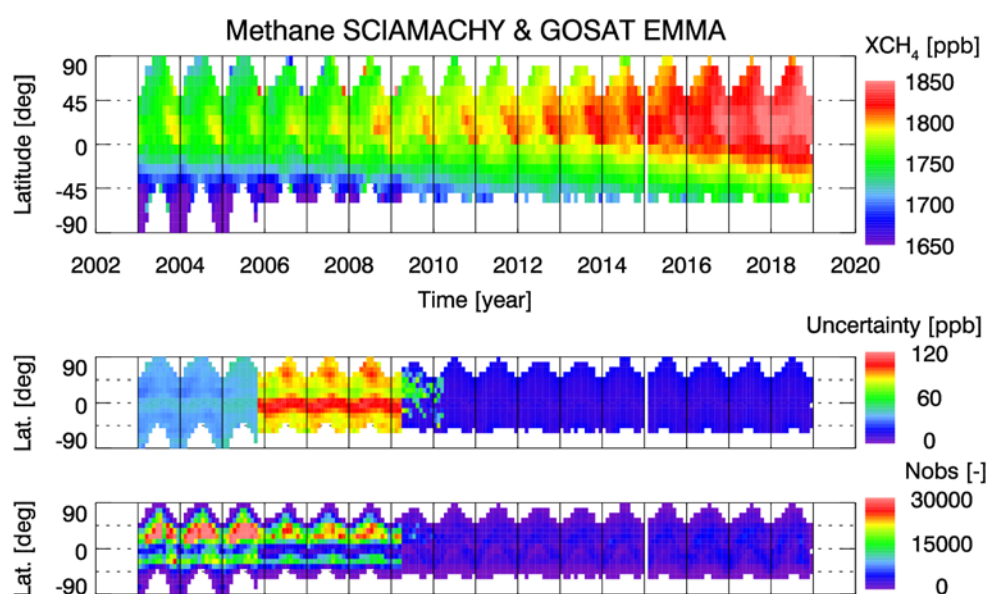 Methane SCIAMACHY & GOSAT EMMA
XCH₄ [ppb]
Latitude [deg]
90
45
0
-45
-90
1850
1800
1750
1700
1650
2002 2004 2006 2008 2010 2012 2014 2016 2018 2020
Time [year]
Uncertainty [ppb]
Lat. [deg]
90
0
-90
120
60
0
Nobs [-]
Lat. [deg]
90
0
-90
30000
15000
0